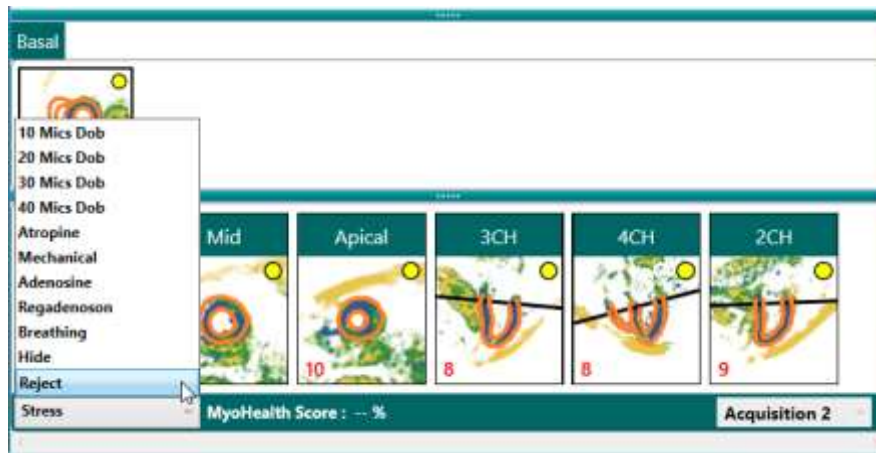 Basal
10 Mics Dob
20 Mics Dob
30 Mics Dob
40 Mics Dob
Atropine
Mechanical
Adenosine
Regadenoson
Breathing
Hide
Reject
Mid Apical 3CH 4CH 2CH
10 8 8 9
Stress MyoHealth Score : -- % Acquisition 2